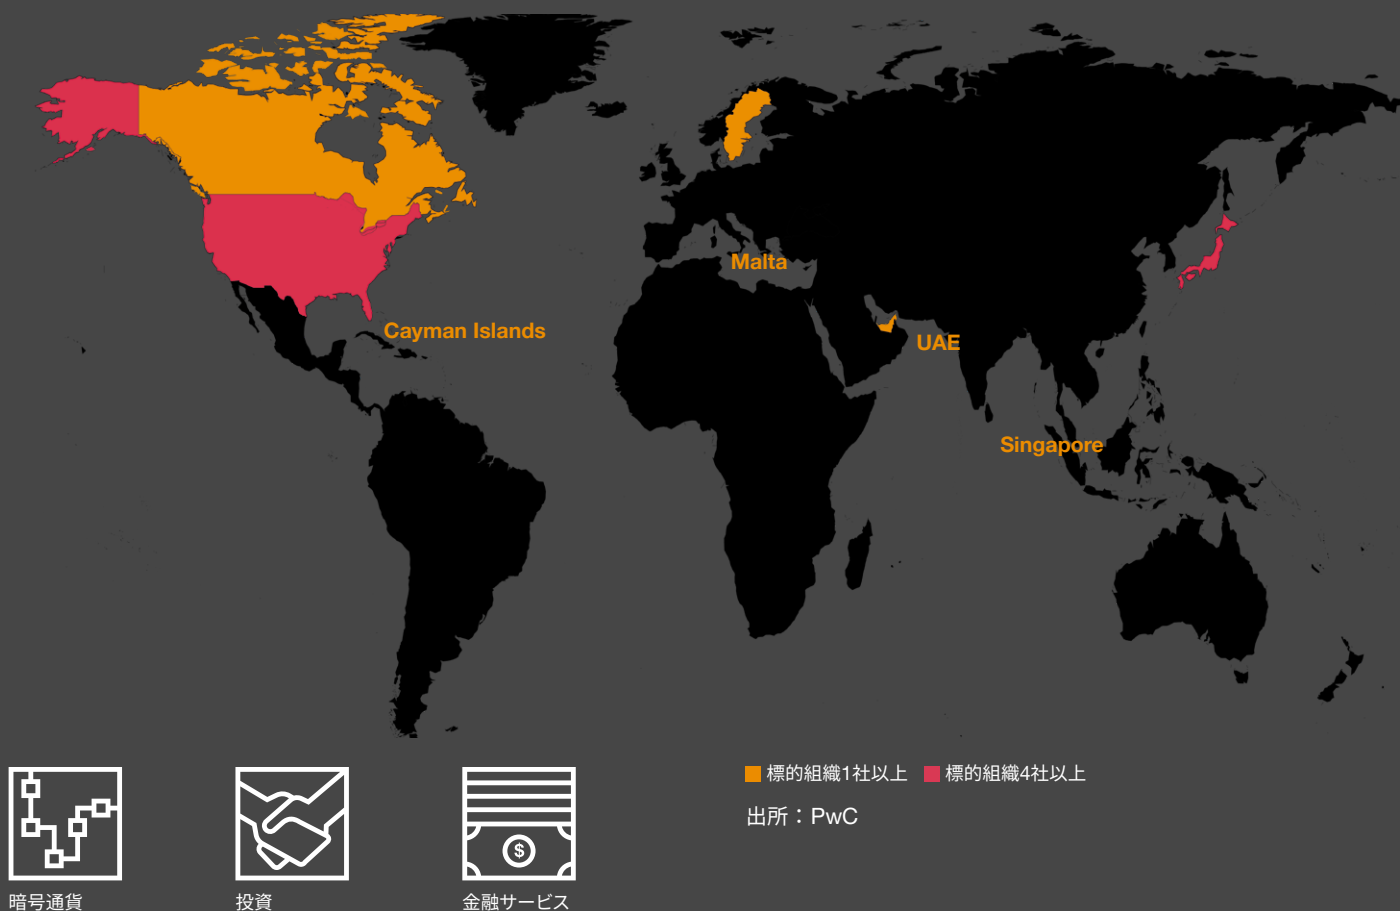 Malta
Cayman Islands
UAE
Singapore
標的組織1社以上 標的組織4社以上
出所：PwC
$
暗号通貨 投資 金融サービス